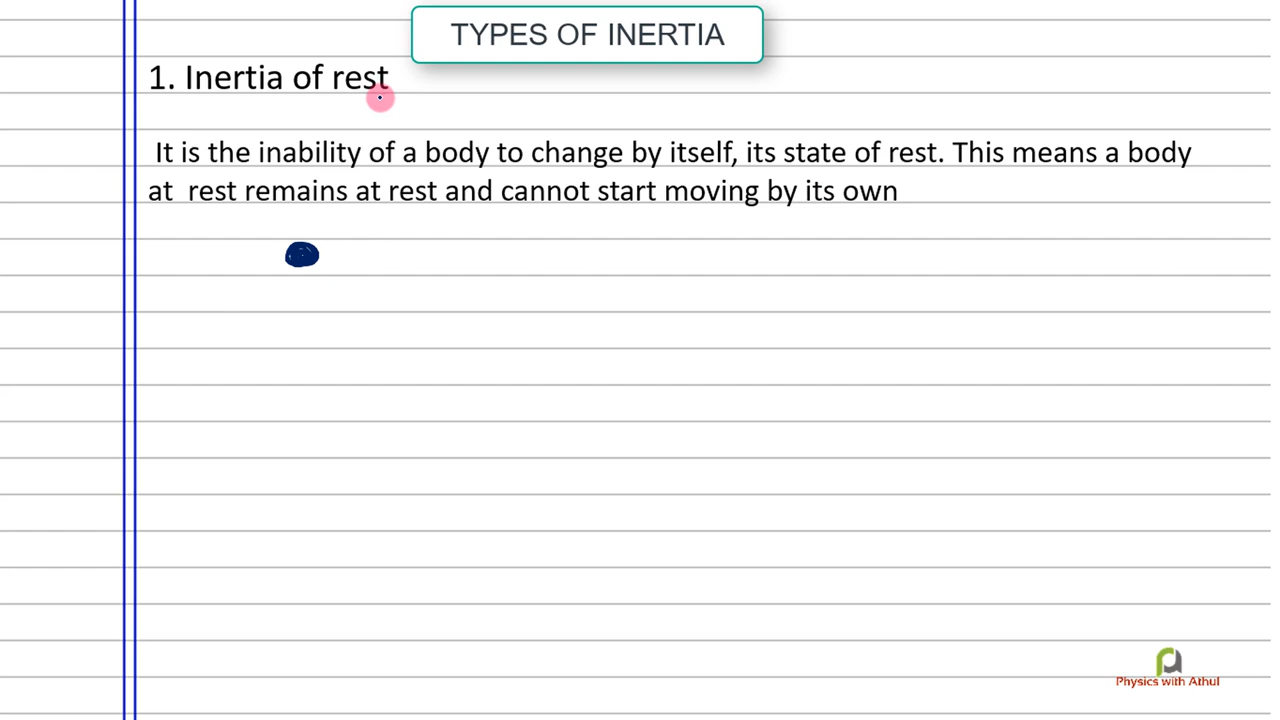 TYPES OF INERTIA
1. Inertia of rest
It is the inability of a body to change by itself, its state of rest. This means a body
at rest remains at rest and cannot start moving by its own
Physics with Athul